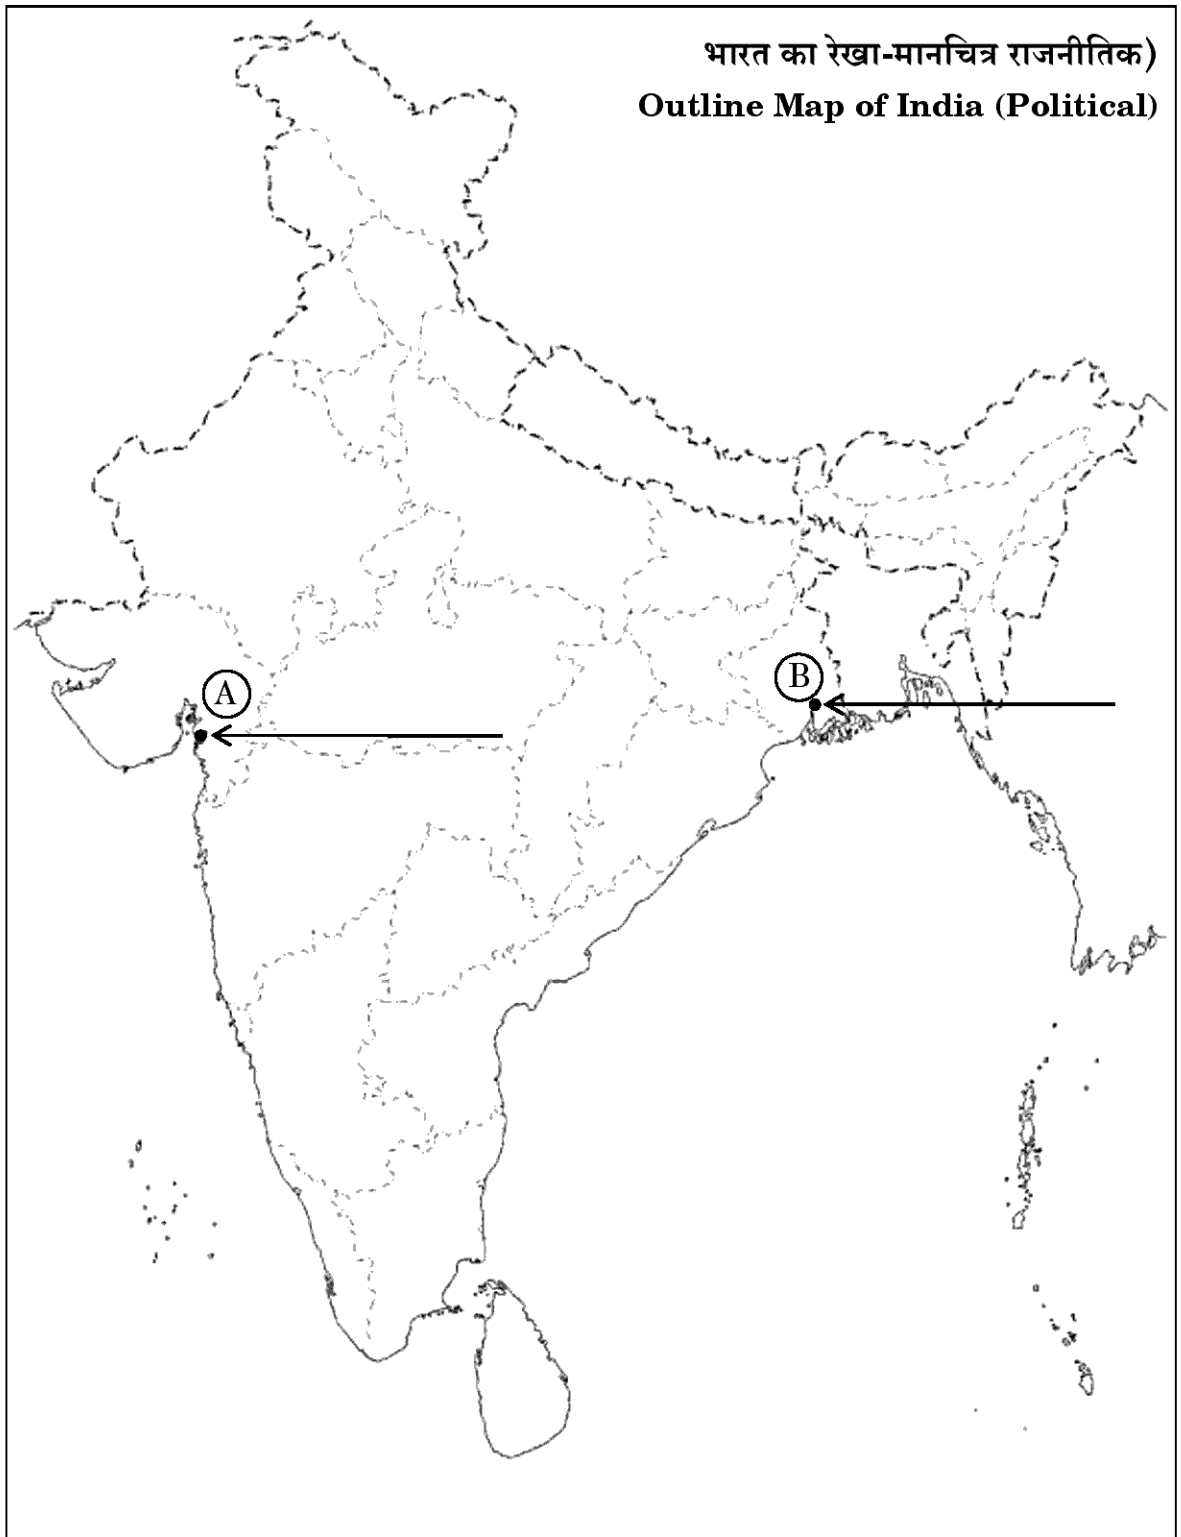 भारत का रेखा-मानचित्र राजनीतिक)
Outline Map of India (Political)
A
B